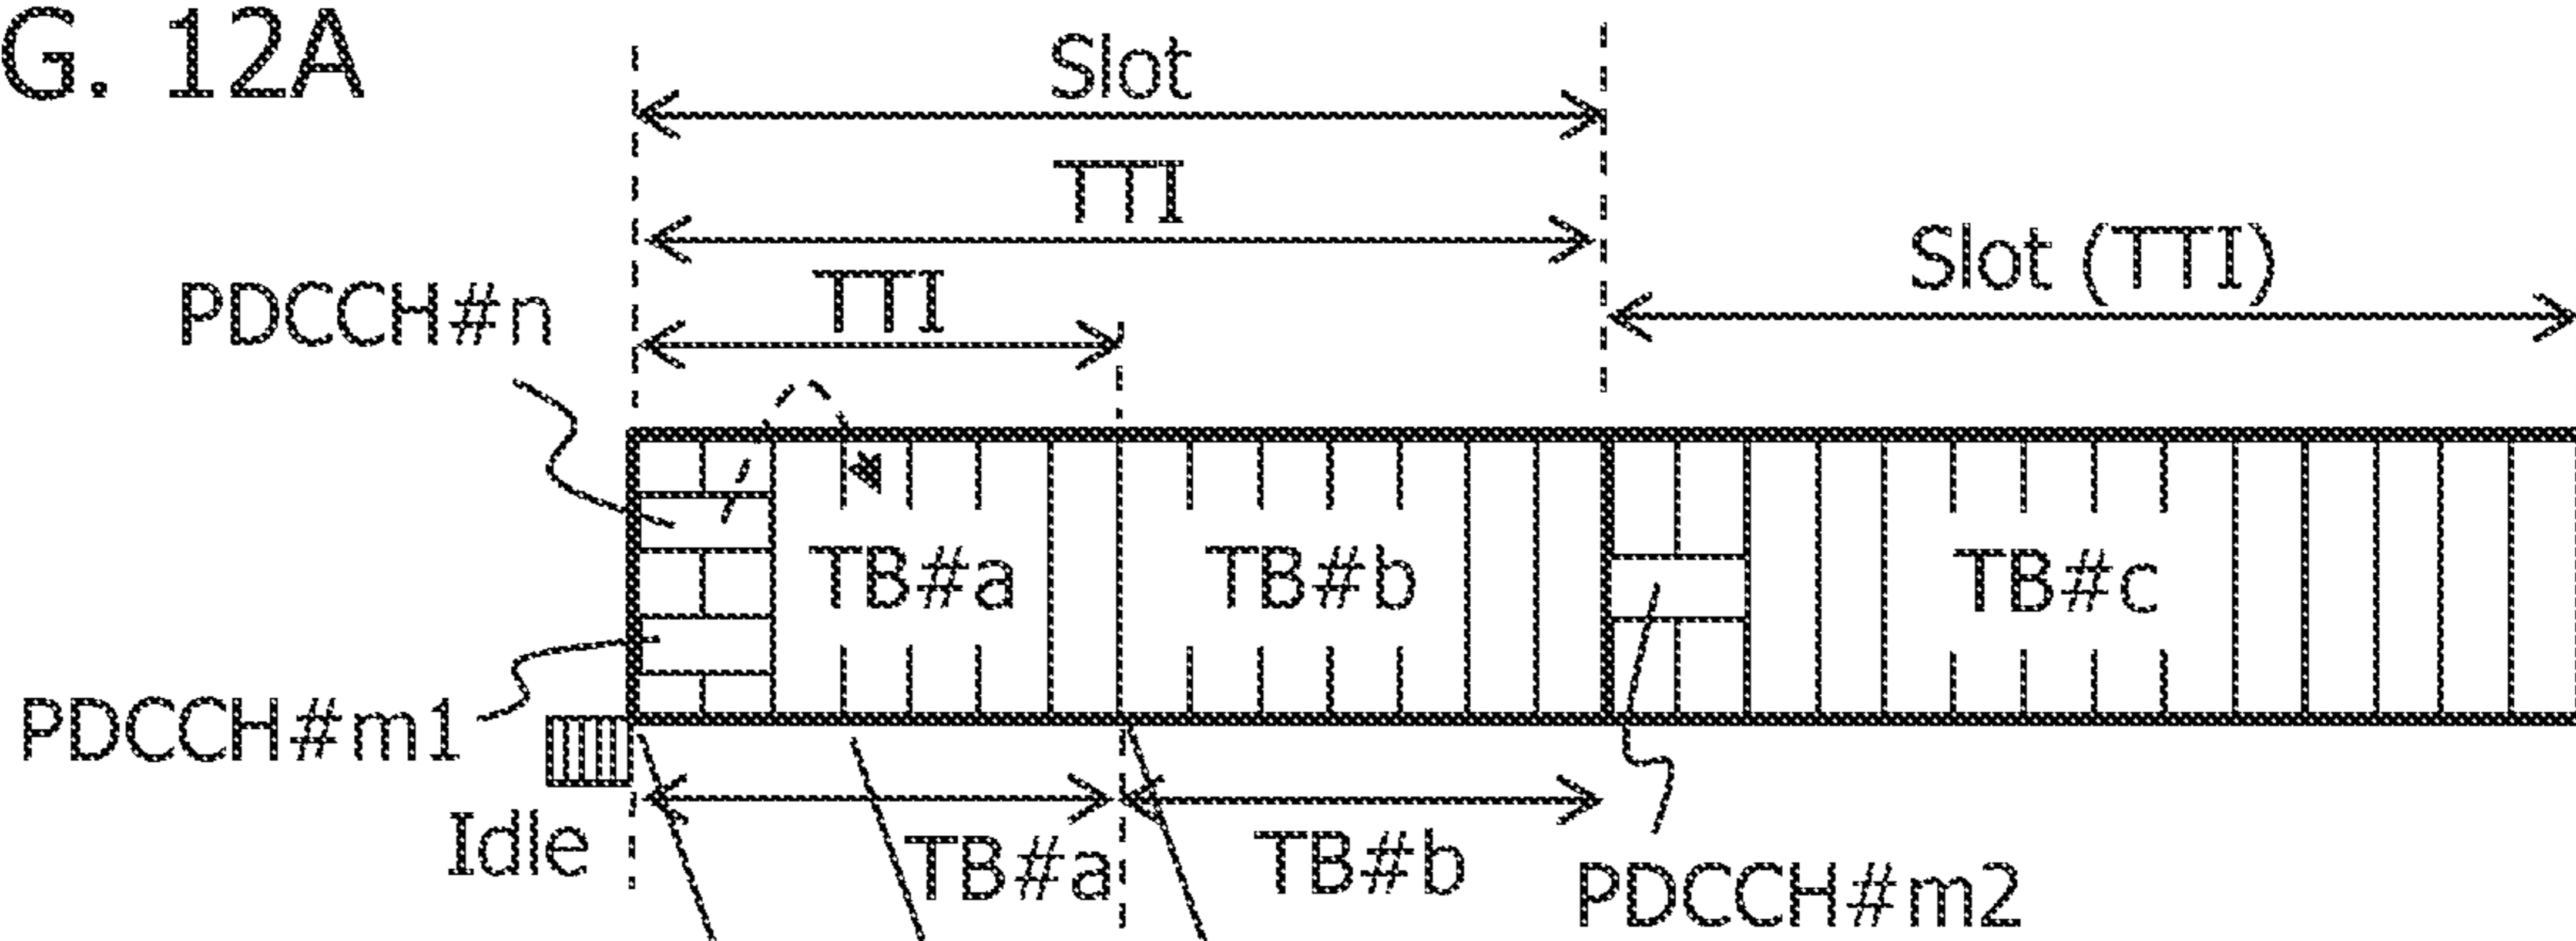 G. 12A
Slot
TTI
Slot (TTI)
TTI
PDCCH#n
TB#a
TB#b
TB#c
PDCCH#m1
Idle
TB#a
TB#b
PDCCH#m2